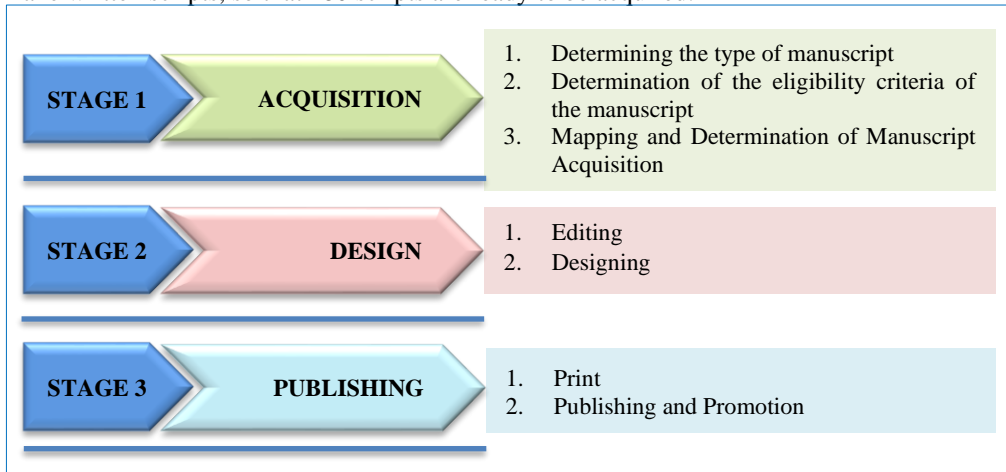 STAGE 1
ACQUISITION
1. Determining the type of manuscript
2. Determination of the eligibility criteria of
the manuscript
3. Mapping and Determination of Manuscript
Acquisition
STAGE 2
DESIGN
1. Editing
2. Designing
STAGE 3
PUBLISHING
1. Print
2. Publishing and Promotion